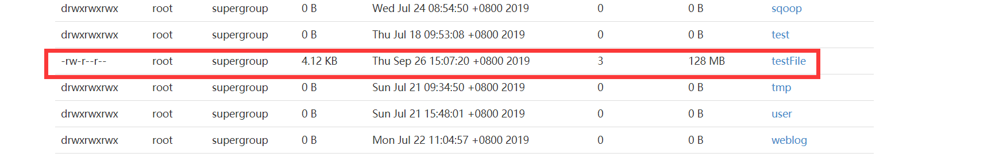 drwxrwxrwx root supergroup 0 B Wed Jul 24 08:54:50 +0800 2019 0 0 B sqoop
drwxrwxrwx root supergroup 0 B Thu Jul 18 09:53:08 +0800 2019 0 0 B test
-rw-r--r-- root supergroup 4.12 KB Thu Sep 26 15:07:20 +0800 2019 3 128 MB testFile
drwxrwxrwx root supergroup 0 B Sun Jul 21 09:34:50 +0800 2019 0 0 B tmp
drwxrwxrwx root supergroup 0 B Sun Jul 21 15:48:01 +0800 2019 0 0 B user
drwxrwxrwx root supergroup 0 B Mon Jul 22 11:04:57 +0800 2019 0 0 B weblog